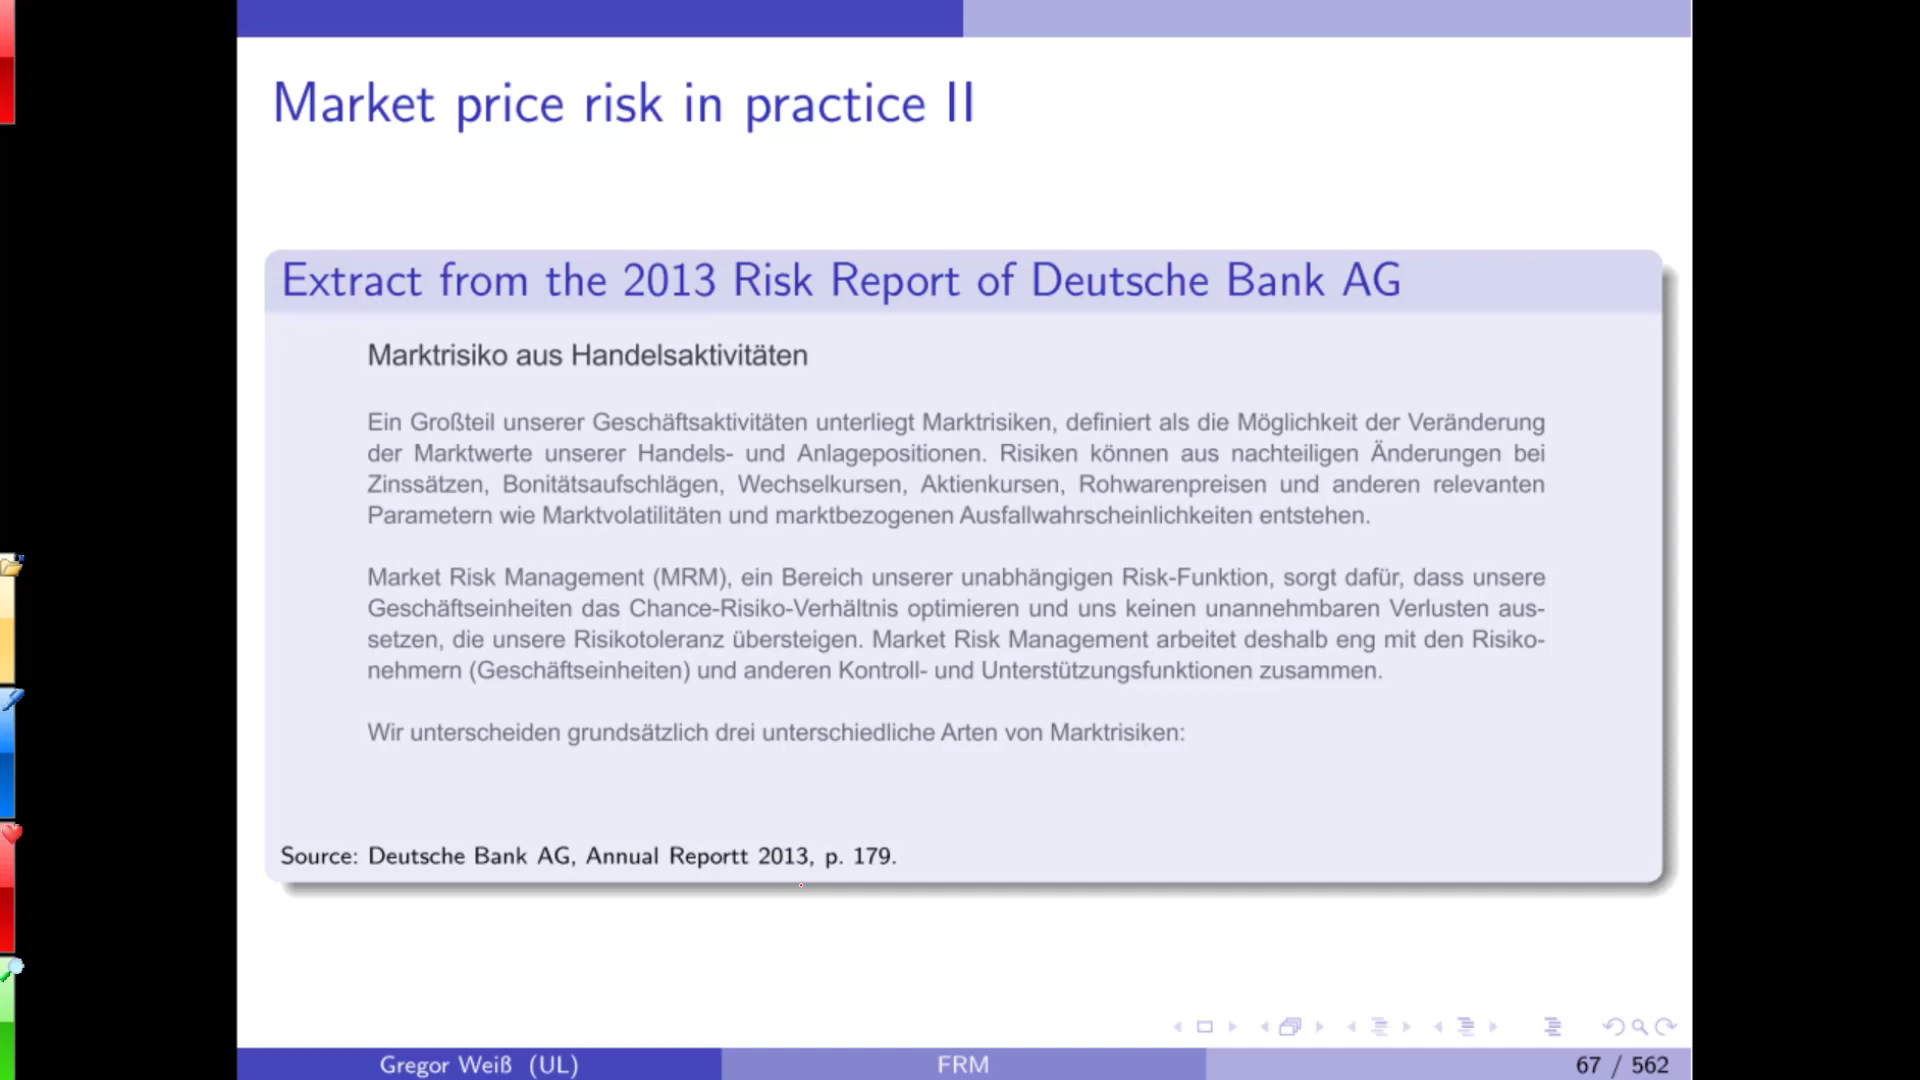 Market price risk in practice II
Extract from the 2013 Risk Report of Deutsche Bank AG
Marktrisiko aus Handelsaktivitäten
Ein Großteil unserer Geschäftsaktivitäten unterliegt Marktrisiken, definiert als die Möglichkeit der Veränderung
der Marktwerte unserer Handels- und Anlagepositionen. Risiken können aus nachteiligen Änderungen bei
Zinssätzen, Bonitätsaufschlägen, Wechselkursen, Aktienkursen, Rohwarenpreisen und anderen relevanten
Parametern wie Marktvolatilitäten und marktbezogenen Ausfallwahrscheinlichkeiten entstehen.
Market Risk Management (MRM), ein Bereich unserer unabhängigen Risk-Funktion, sorgt dafür, dass unsere
Geschäftseinheiten das Chance-Risiko-Verhältnis optimieren und uns keinen unannehmbaren Verlusten aus-
setzen, die unsere Risikotoleranz übersteigen. Market Risk Management arbeitet deshalb eng mit den Risiko-
nehmern (Geschäftseinheiten) und anderen Kontroll- und Unterstützungsfunktionen zusammen.
Wir unterscheiden grundsätzlich drei unterschiedliche Arten von Marktrisiken:
Source: Deutsche Bank AG, Annual Reportt 2013, p. 179.
Gregor Weiß (UL) FRM 67 / 562